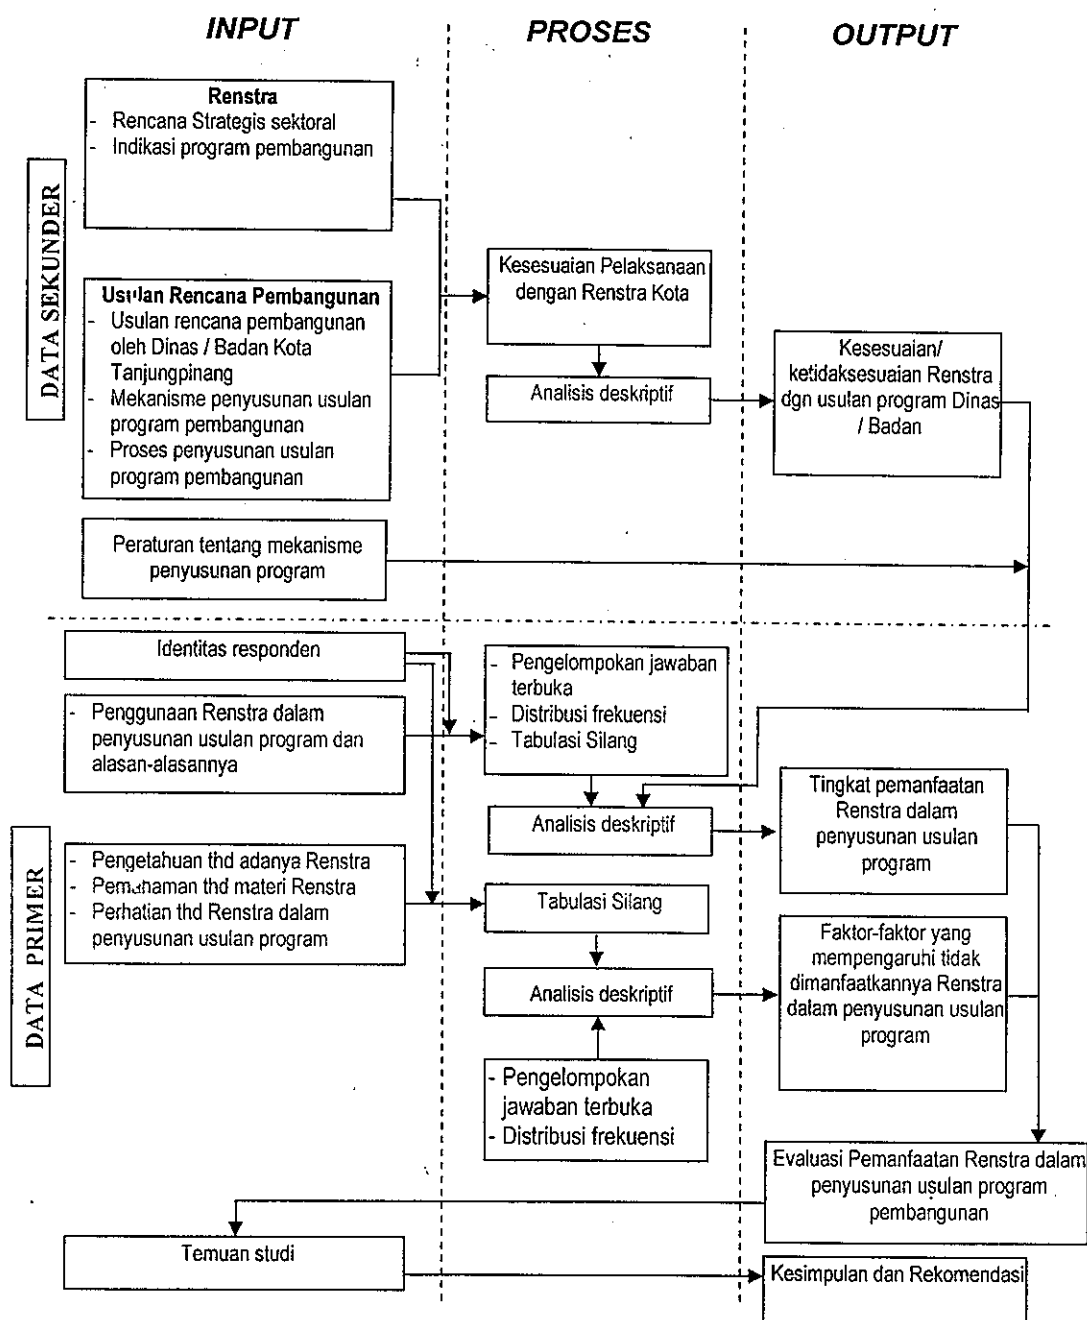 INPUT
PROSES
OUTPUT
DATA SEKUNDER
Renstra
- Rencana Strategis sektoral
- Indikasi program pembangunan
Usulan Rencana Pembangunan
- Usulan rencana pembangunan
oleh Dinas / Badan Kota
Tanjungpinang
- Mekanisme penyusunan usulan
program pembangunan
- Proses penyusunan usulan
program pembangunan
Kesesuaian Pelaksanaan
dengan Renstra Kota
Analisis deskriptif
Kesesuaian/
ketidaksesuaian Renstra
dgn usulan program Dinas
/ Badan
Peraturan tentang mekanisme
penyusunan program
DATA PRIMER
Identitas responden
- Penggunaan Renstra dalam
penyusunan usulan program dan
alasan-alasannya
- Pengetahuan thd adanya Renstra
- Pemahaman thd materi Renstra
- Perhatian thd Renstra dalam
penyusunan usulan program
- Pengelompokan jawaban
terbuka
- Distribusi frekuensi
- Tabulasi Silang
Analisis deskriptif
Tabulasi Silang
Analisis deskriptif
- Pengelompokan
jawaban terbuka
- Distribusi frekuensi
Tingkat pemanfaatan
Renstra dalam
penyusunan usulan
program
Faktor-faktor yang
mempengaruhi tidak
dimanfaatkannya Renstra
dalam penyusunan usulan
program
Evaluasi Pemanfaatan Renstra dalam
penyusunan usulan program
pembangunan
Temuan studi
Kesimpulan dan Rekomendasi